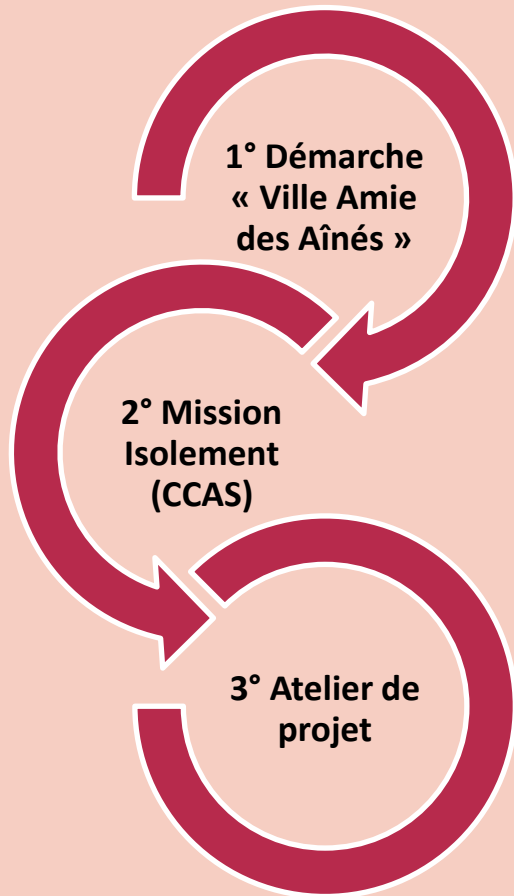 1° Démarche
« Ville Amie
des Aînés »
2° Mission
Isolement
(CCAS)
3° Atelier de
projet